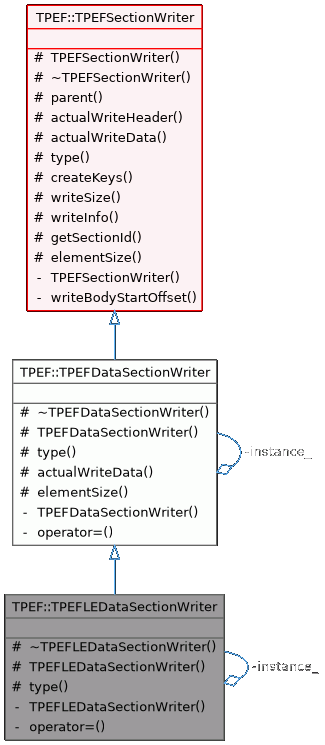 TPEF::TPEFSectionWriter
# TPEFSectionWriter()
# ~TPEFSectionWriter()
# parent()
# actualWriteHeader()
# actualWriteData()
# type()
# createKeys()
# writeSize()
# writeInfo()
# getSectionId()
# elementSize()
- TPEFSectionWriter()
- writeBodyStartOffset()
TPEF::TPEFDataSectionWriter
# ~TPEFDataSectionWriter()
# TPEFDataSectionWriter()
# type()
# actualWriteData()
# elementSize()
- TPEFDataSectionWriter()
- operator=()
-instance_
TPEF::TPEFLEDataSectionWriter
# ~TPEFLEDataSectionWriter()
# TPEFLEDataSectionWriter()
# type()
- TPEFLEDataSectionWriter()
- operator=()
-instance_